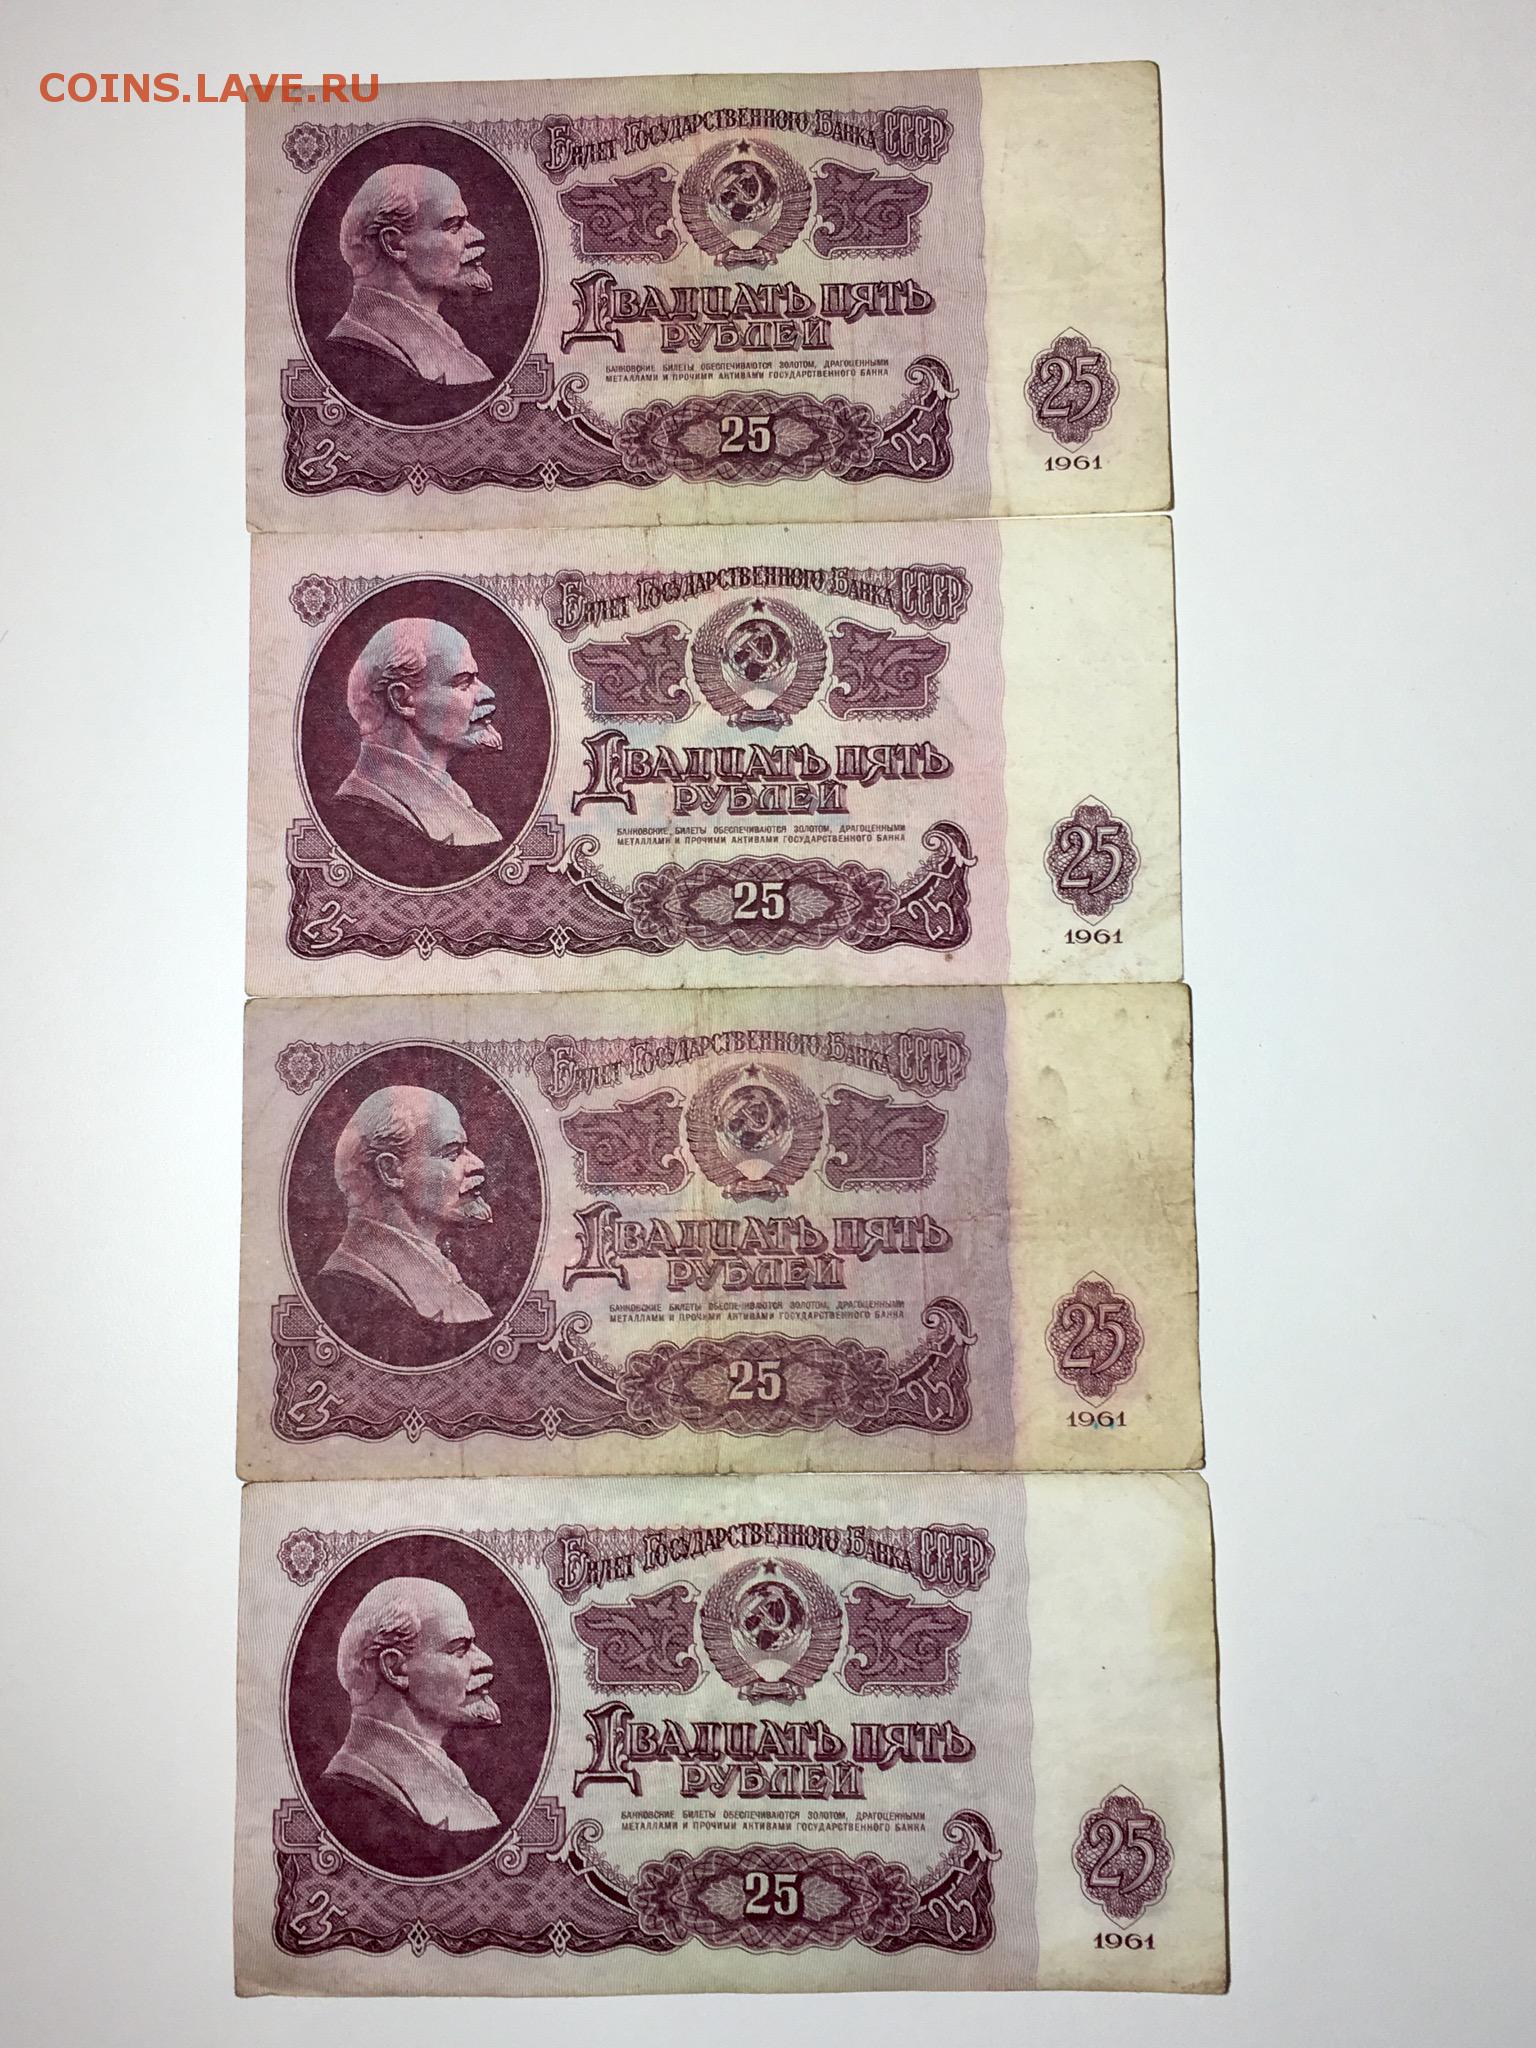 COINS.LAVE.RU
Билет Государственного Банка СССР
Двадцать пять
рублей
БАНКОВСКИЕ БИЛЕТЫ ОБЕСПЕЧИВАЮТСЯ ЗОЛОТОМ, ДРАГОЦЕННЫМИ
МЕТАЛЛАМИ И ПРОЧИМИ АКТИВАМИ ГОСУДАРСТВЕННОГО БАНКА
25
25 25 25
1961
Билет Государственного Банка СССР
Двадцать пять
рублей
БАНКОВСКИЕ БИЛЕТЫ ОБЕСПЕЧИВАЮТСЯ ЗОЛОТОМ, ДРАГОЦЕННЫМИ
МЕТАЛЛАМИ И ПРОЧИМИ АКТИВАМИ ГОСУДАРСТВЕННОГО БАНКА
25
25 25 25
1961
Билет Государственного Банка СССР
Двадцать пять
рублей
БАНКОВСКИЕ БИЛЕТЫ ОБЕСПЕЧИВАЮТСЯ ЗОЛОТОМ, ДРАГОЦЕННЫМИ
МЕТАЛЛАМИ И ПРОЧИМИ АКТИВАМИ ГОСУДАРСТВЕННОГО БАНКА
25
25 25 25
1961
Билет Государственного Банка СССР
Двадцать пять
рублей
БАНКОВСКИЕ БИЛЕТЫ ОБЕСПЕЧИВАЮТСЯ ЗОЛОТОМ, ДРАГОЦЕННЫМИ
МЕТАЛЛАМИ И ПРОЧИМИ АКТИВАМИ ГОСУДАРСТВЕННОГО БАНКА
25
25 25 25
1961